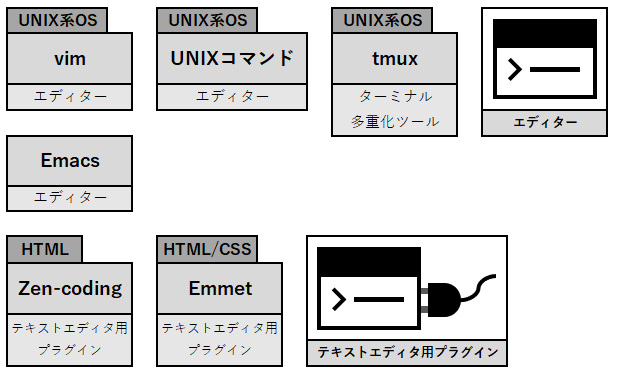 UNIX系OS
vim
エディター
UNIX系OS
UNIXコマンド
エディター
UNIX系OS
tmux
ターミナル
多重化ツール
エディター
Emacs
エディター
HTML
Zen-coding
テキストエディタ用
プラグイン
HTML/CSS
Emmet
テキストエディタ用
プラグイン
テキストエディタ用プラグイン